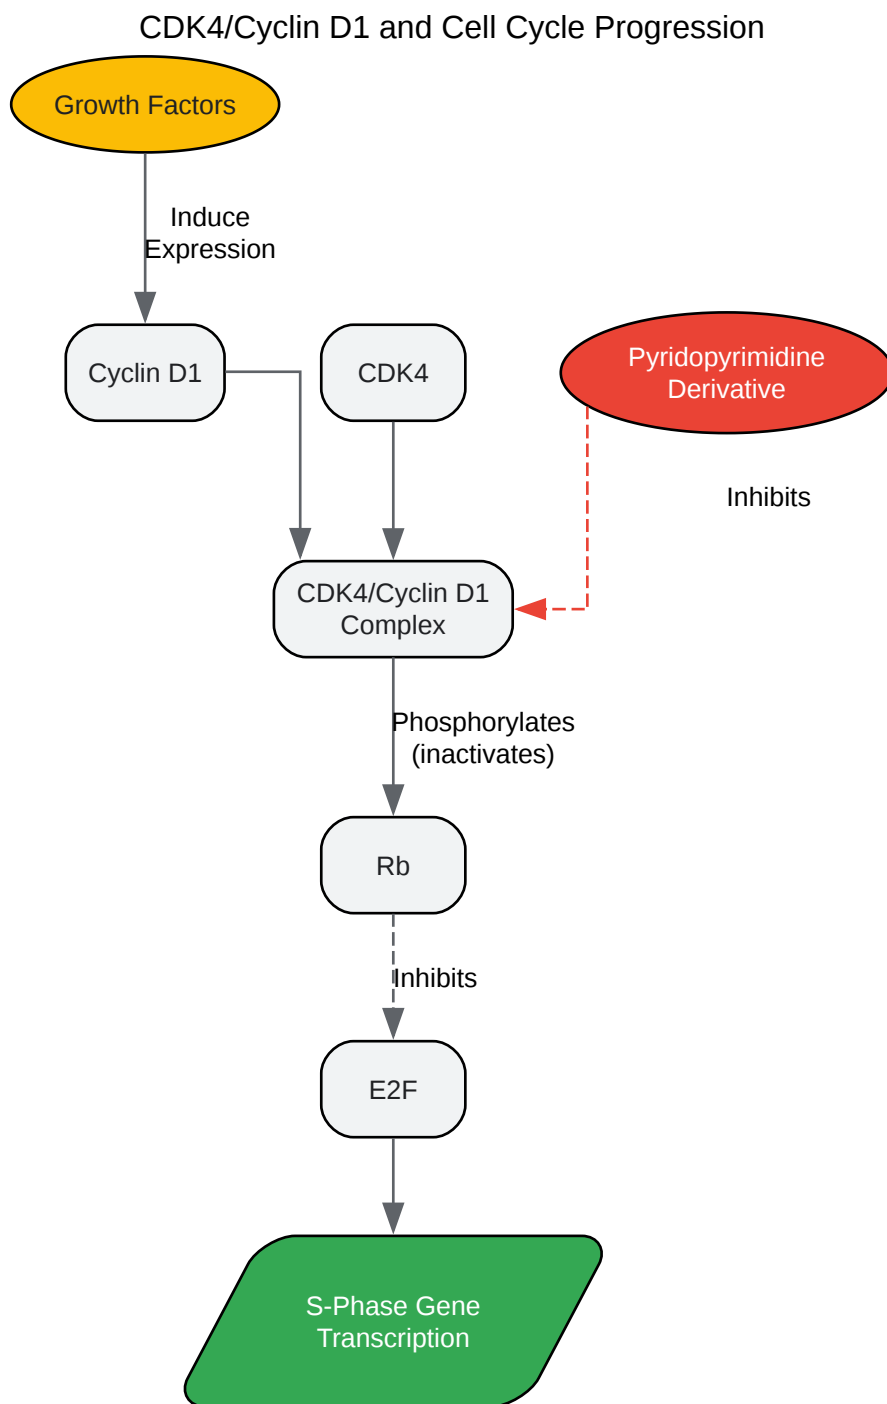 CDK4/Cyclin D1 and Cell Cycle Progression
Growth Factors
Induce
Expression
Cyclin D1
CDK4
Pyridopyrimidine
Derivative
Inhibits
CDK4/Cyclin D1
Complex
Phosphorylates
(inactivates)
Rb
Inhibits
E2F
S-Phase Gene
Transcription